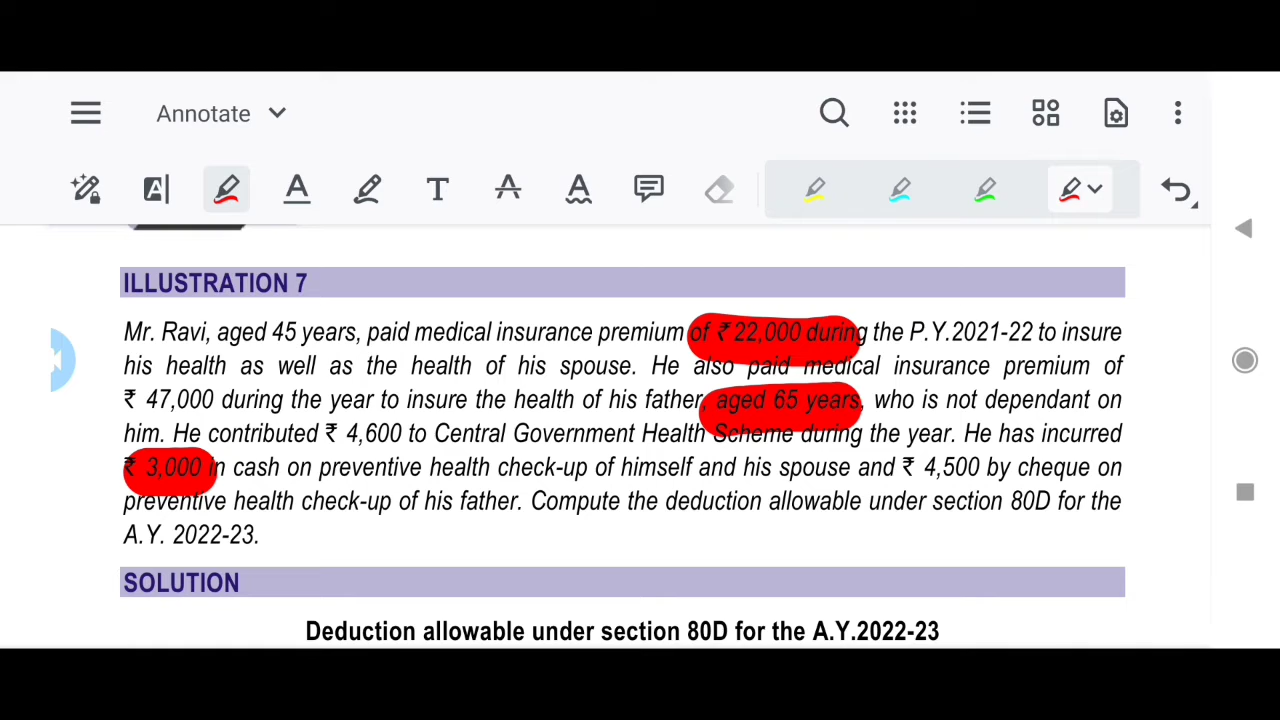 Annotate
ILLUSTRATION 7
Mr. Ravi, aged 45 years, paid medical insurance premium of ₹ 22,000 during the P.Y.2021-22 to insure
his health as well as the health of his spouse. He also paid medical insurance premium of
₹ 47,000 during the year to insure the health of his father, aged 65 years, who is not dependant on
him. He contributed ₹ 4,600 to Central Government Health Scheme during the year. He has incurred
₹ 3,000 in cash on preventive health check-up of himself and his spouse and ₹ 4,500 by cheque on
preventive health check-up of his father. Compute the deduction allowable under section 80D for the
A.Y. 2022-23.
SOLUTION
Deduction allowable under section 80D for the A.Y.2022-23